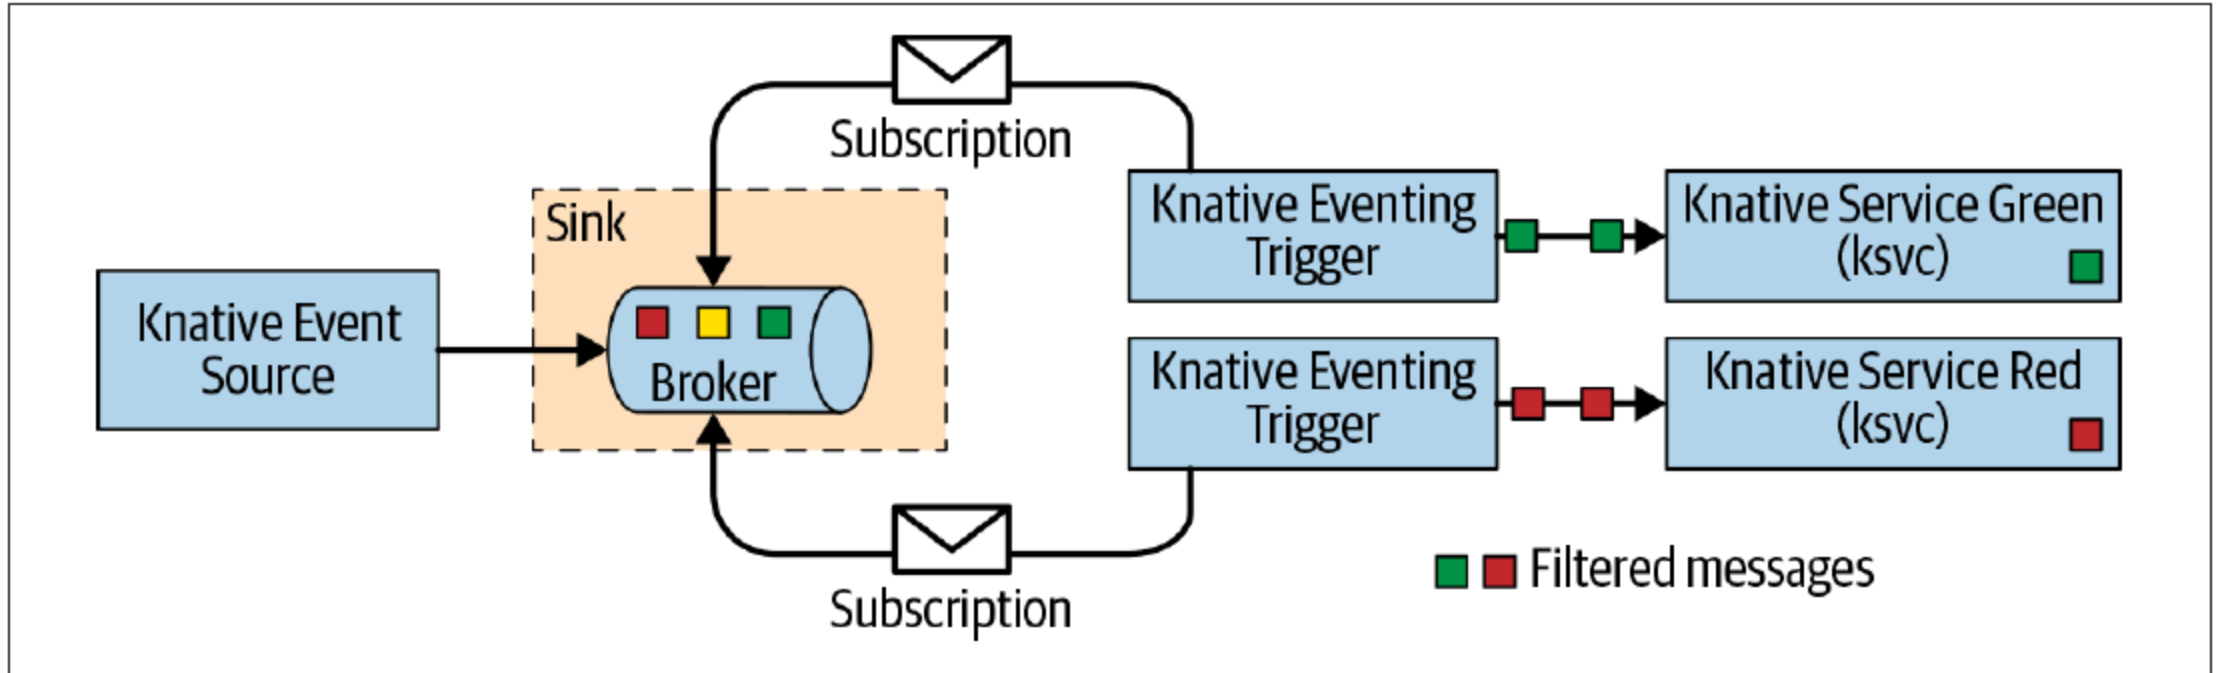 Subscription
Sink
Knative Event
Source
Broker
Knative Eventing
Trigger
Knative Service Green
(ksvc)
Knative Eventing
Trigger
Knative Service Red
(ksvc)
Subscription
Filtered messages